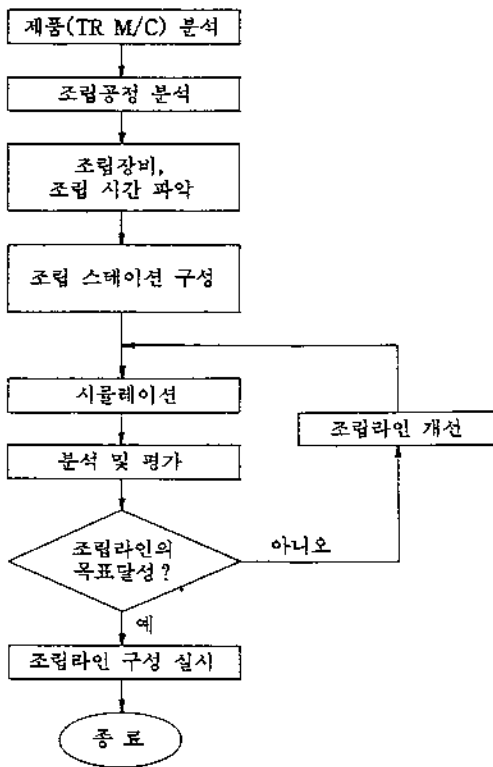 제품(TR M/C) 분석
조립공정 분석
조립장비,
조립 시간 파악
조립 스테이션 구성
시뮬레이션
조립라인 개선
분석 및 평가
조립라인의
목표달성?
아니오
예
조립라인 구성 실시
종료